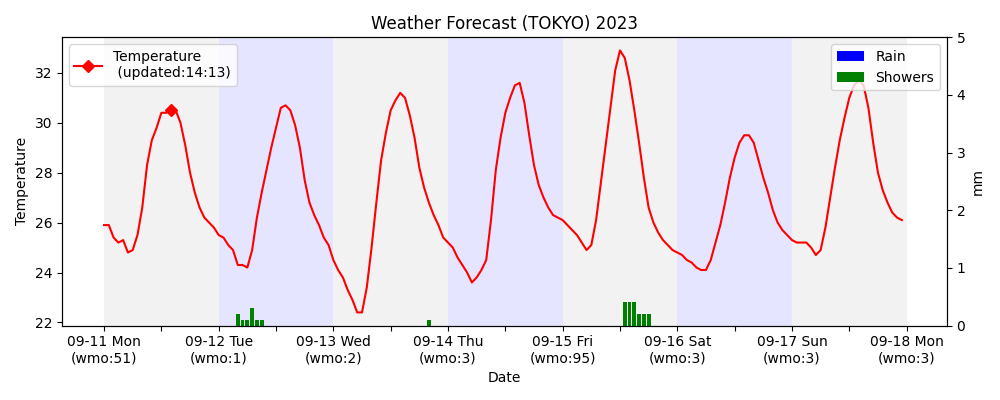 Weather Forecast (TOKYO) 2023
Temperature
(updated:14:13)
Rain
Showers
Temperature
32
30
28
26
24
22
5
4
3
2
1
0
mm
09-11 Mon 09-12 Tue 09-13 Wed 09-14 Thu 09-15 Fri 09-16 Sat 09-17 Sun 09-18 Mon
(wmo:51) (wmo:1) (wmo:2) (wmo:3) (wmo:95) (wmo:3) (wmo:3) (wmo:3)
Date